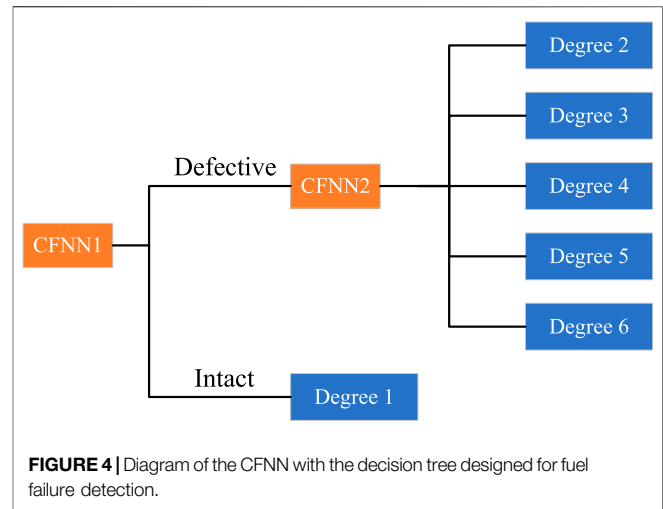 Degree 2
Degree 3
Defective
CFNN2
Degree 4
CFNN1
Degree 5
Degree 6
Intact
Degree 1
FIGURE 4 | Diagram of the CFNN with the decision tree designed for fuel
failure detection.